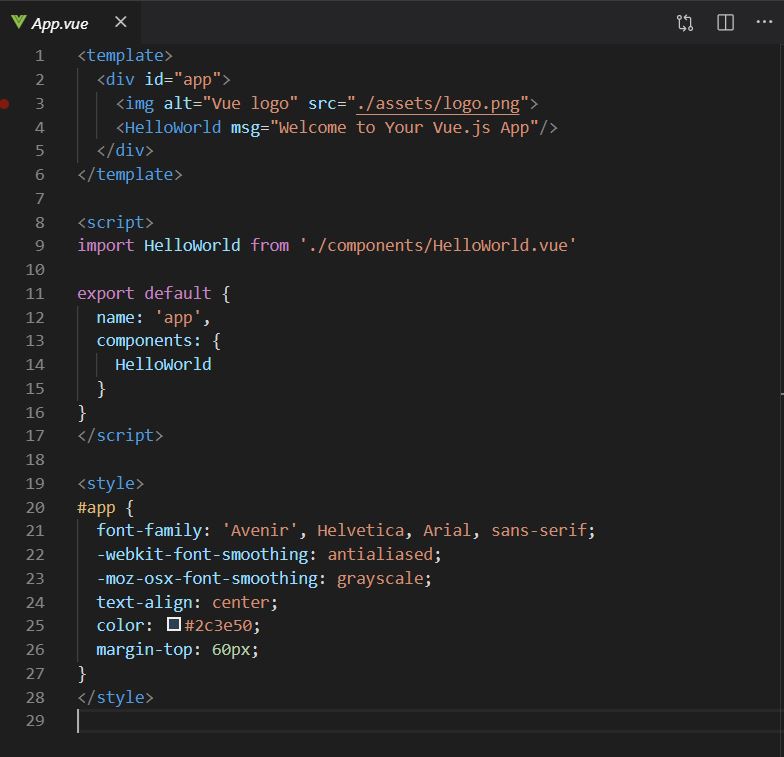 App.vue
1 <template>
2   <div id="app">
3     <img alt="Vue logo" src="./assets/logo.png">
4     <HelloWorld msg="Welcome to Your Vue.js App"/>
5   </div>
6 </template>
7
8 <script>
9 import HelloWorld from './components/HelloWorld.vue'
10
11 export default {
12   name: 'app',
13   components: {
14     HelloWorld
15   }
16 }
17 </script>
18
19 <style>
20 #app {
21   font-family: 'Avenir', Helvetica, Arial, sans-serif;
22   -webkit-font-smoothing: antialiased;
23   -moz-osx-font-smoothing: grayscale;
24   text-align: center;
25   color: #2c3e50;
26   margin-top: 60px;
27 }
28 </style>
29